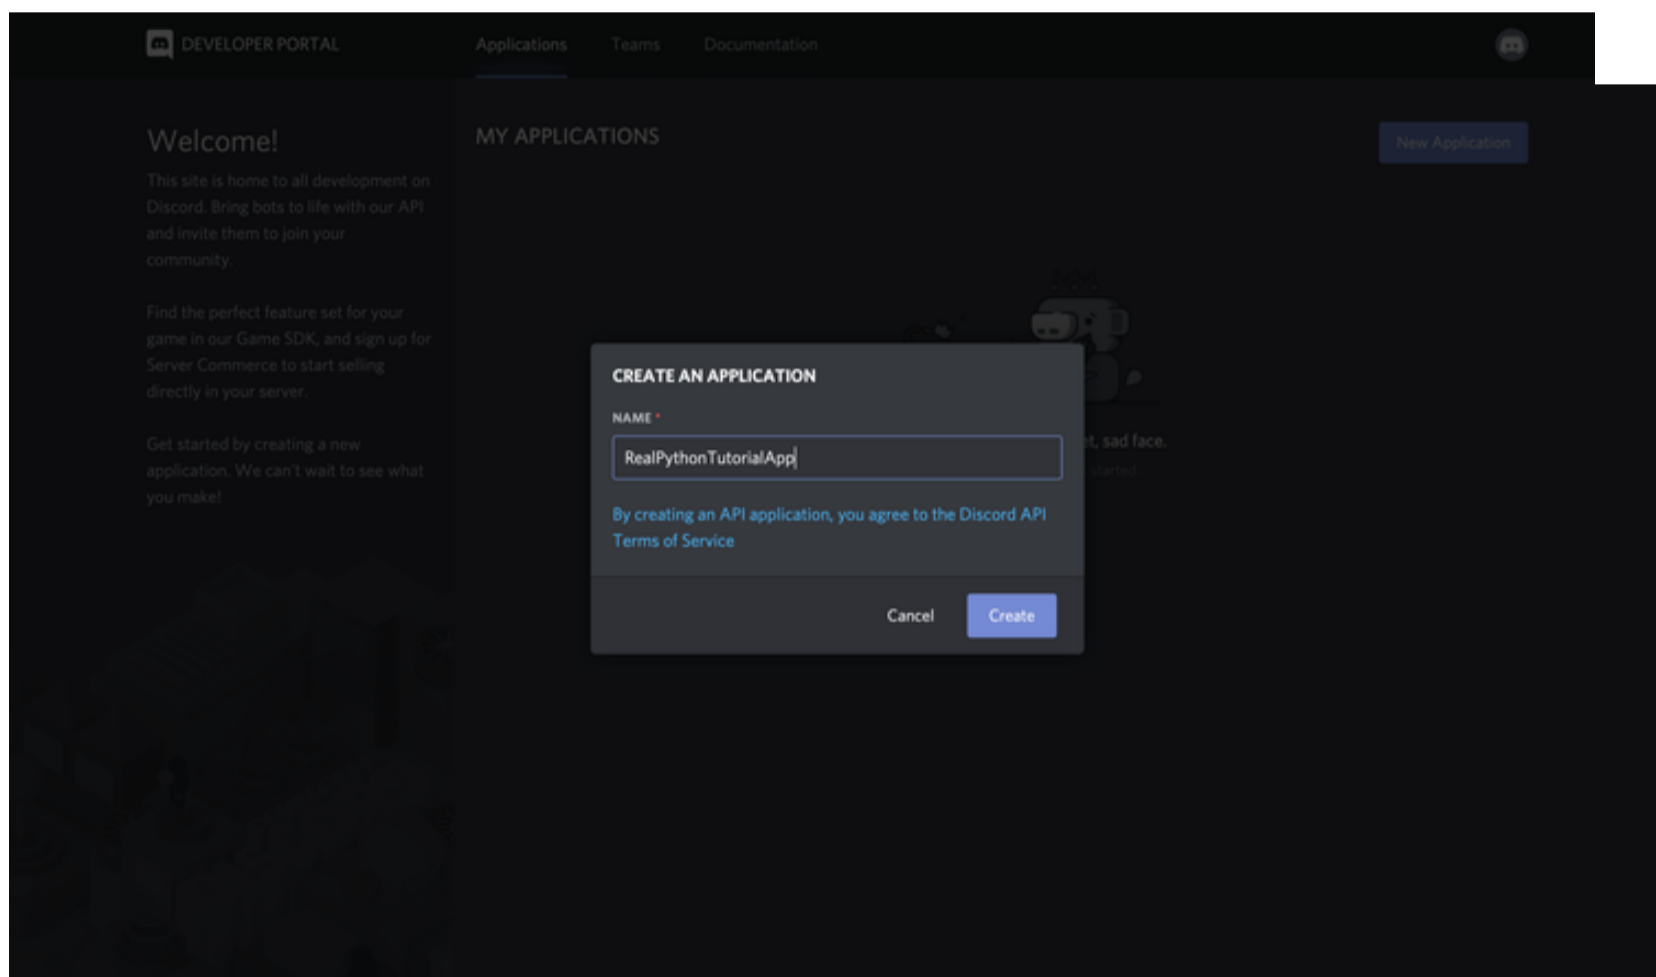 DEVELOPER PORTAL
Applications
Teams
Documentation
Welcome!
This site is home to all development on
Discord. Bring bots to life with our API
and invite them to join your
community.
Find the perfect feature set for your
game in our Game SDK, and sign up for
Server Commerce to start selling
directly in your server.
Get started by creating a new
application. We can't wait to see what
you make!
MY APPLICATIONS
New Application
CREATE AN APPLICATION
NAME *
RealPythonTutorialApp
By creating an API application, you agree to the Discord API
Terms of Service
Cancel
Create
t, sad face.
started